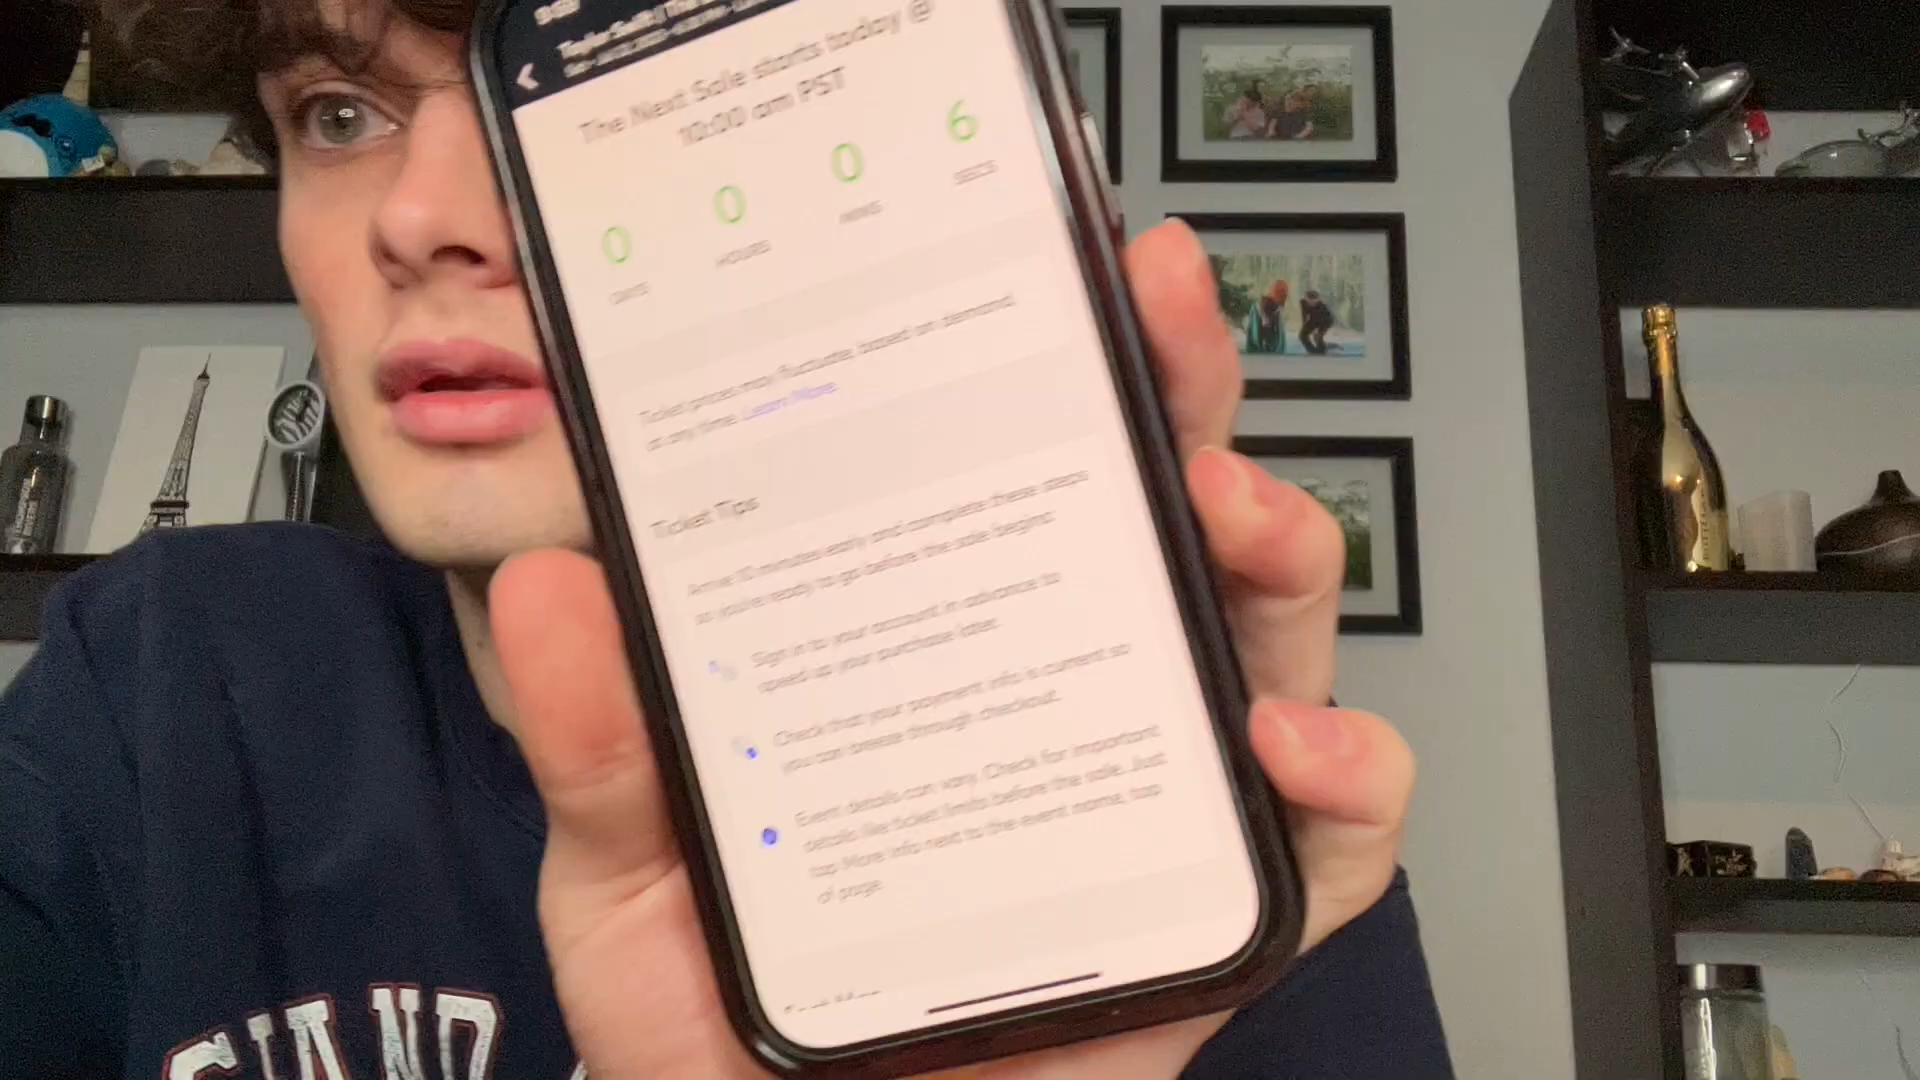 9:59
Taylor Swift | The
The Next Sale starts today @
10:00 am PST
0 0 0 6
DAYS HOURS MINS SECS
Ticket prices may fluctuate, based on demand,
at any time. Learn More
Ticket Tips
Arrive 10 minutes early and complete these steps
so you're ready to go before the sale begins:
Sign in to your account in advance to
speed up your purchase later.
Check that your payment info is current so
you can breeze through checkout.
Event details can vary. Check for important
details like ticket limits before the sale. Just
tap More Info next to the event name, top
of page.